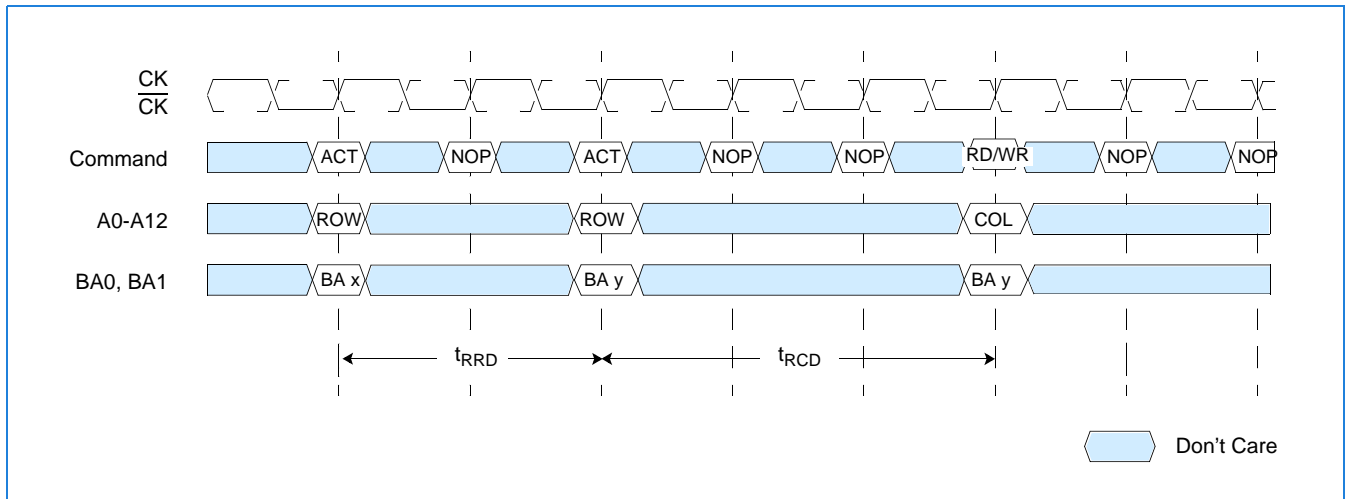 CK
CK
Command ACT NOP ACT NOP NOP RD/WR NOP NOP
A0-A12 ROW ROW COL
BA0, BA1 BA x BA y BA y
tRRD tRCD
Don't Care